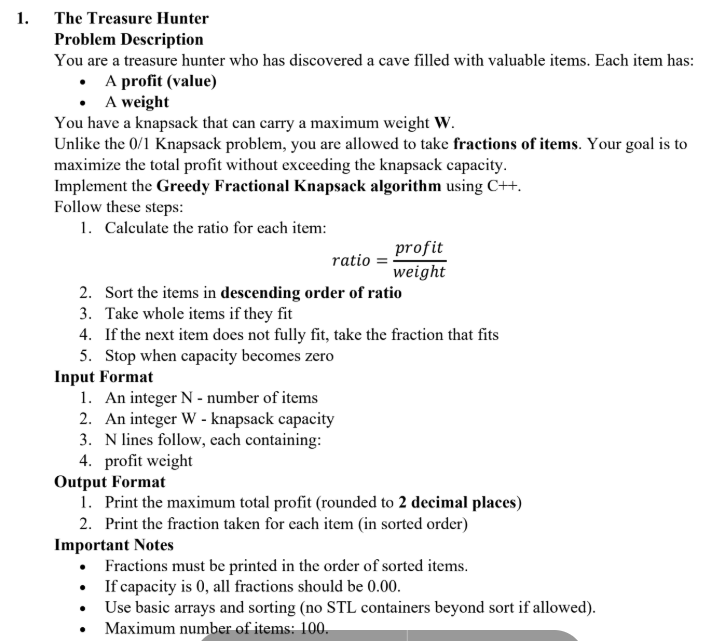 1. The Treasure Hunter
Problem Description
You are a treasure hunter who has discovered a cave filled with valuable items. Each item has:
• A profit (value)
• A weight
You have a knapsack that can carry a maximum weight W.
Unlike the 0/1 Knapsack problem, you are allowed to take fractions of items. Your goal is to
maximize the total profit without exceeding the knapsack capacity.
Implement the Greedy Fractional Knapsack algorithm using C++.
Follow these steps:
1. Calculate the ratio for each item:
ratio = profit / weight
2. Sort the items in descending order of ratio
3. Take whole items if they fit
4. If the next item does not fully fit, take the fraction that fits
5. Stop when capacity becomes zero
Input Format
1. An integer N - number of items
2. An integer W - knapsack capacity
3. N lines follow, each containing:
4. profit weight
Output Format
1. Print the maximum total profit (rounded to 2 decimal places)
2. Print the fraction taken for each item (in sorted order)
Important Notes
• Fractions must be printed in the order of sorted items.
• If capacity is 0, all fractions should be 0.00.
• Use basic arrays and sorting (no STL containers beyond sort if allowed).
• Maximum number of items: 100.